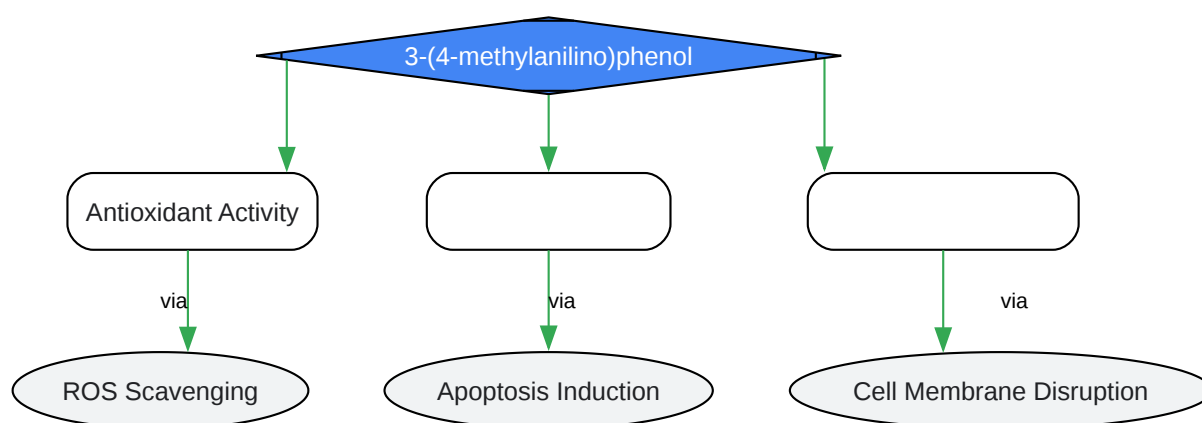 3-(4-methylanilino)phenol
Antioxidant Activity
via
via
via
ROS Scavenging
Apoptosis Induction
Cell Membrane Disruption